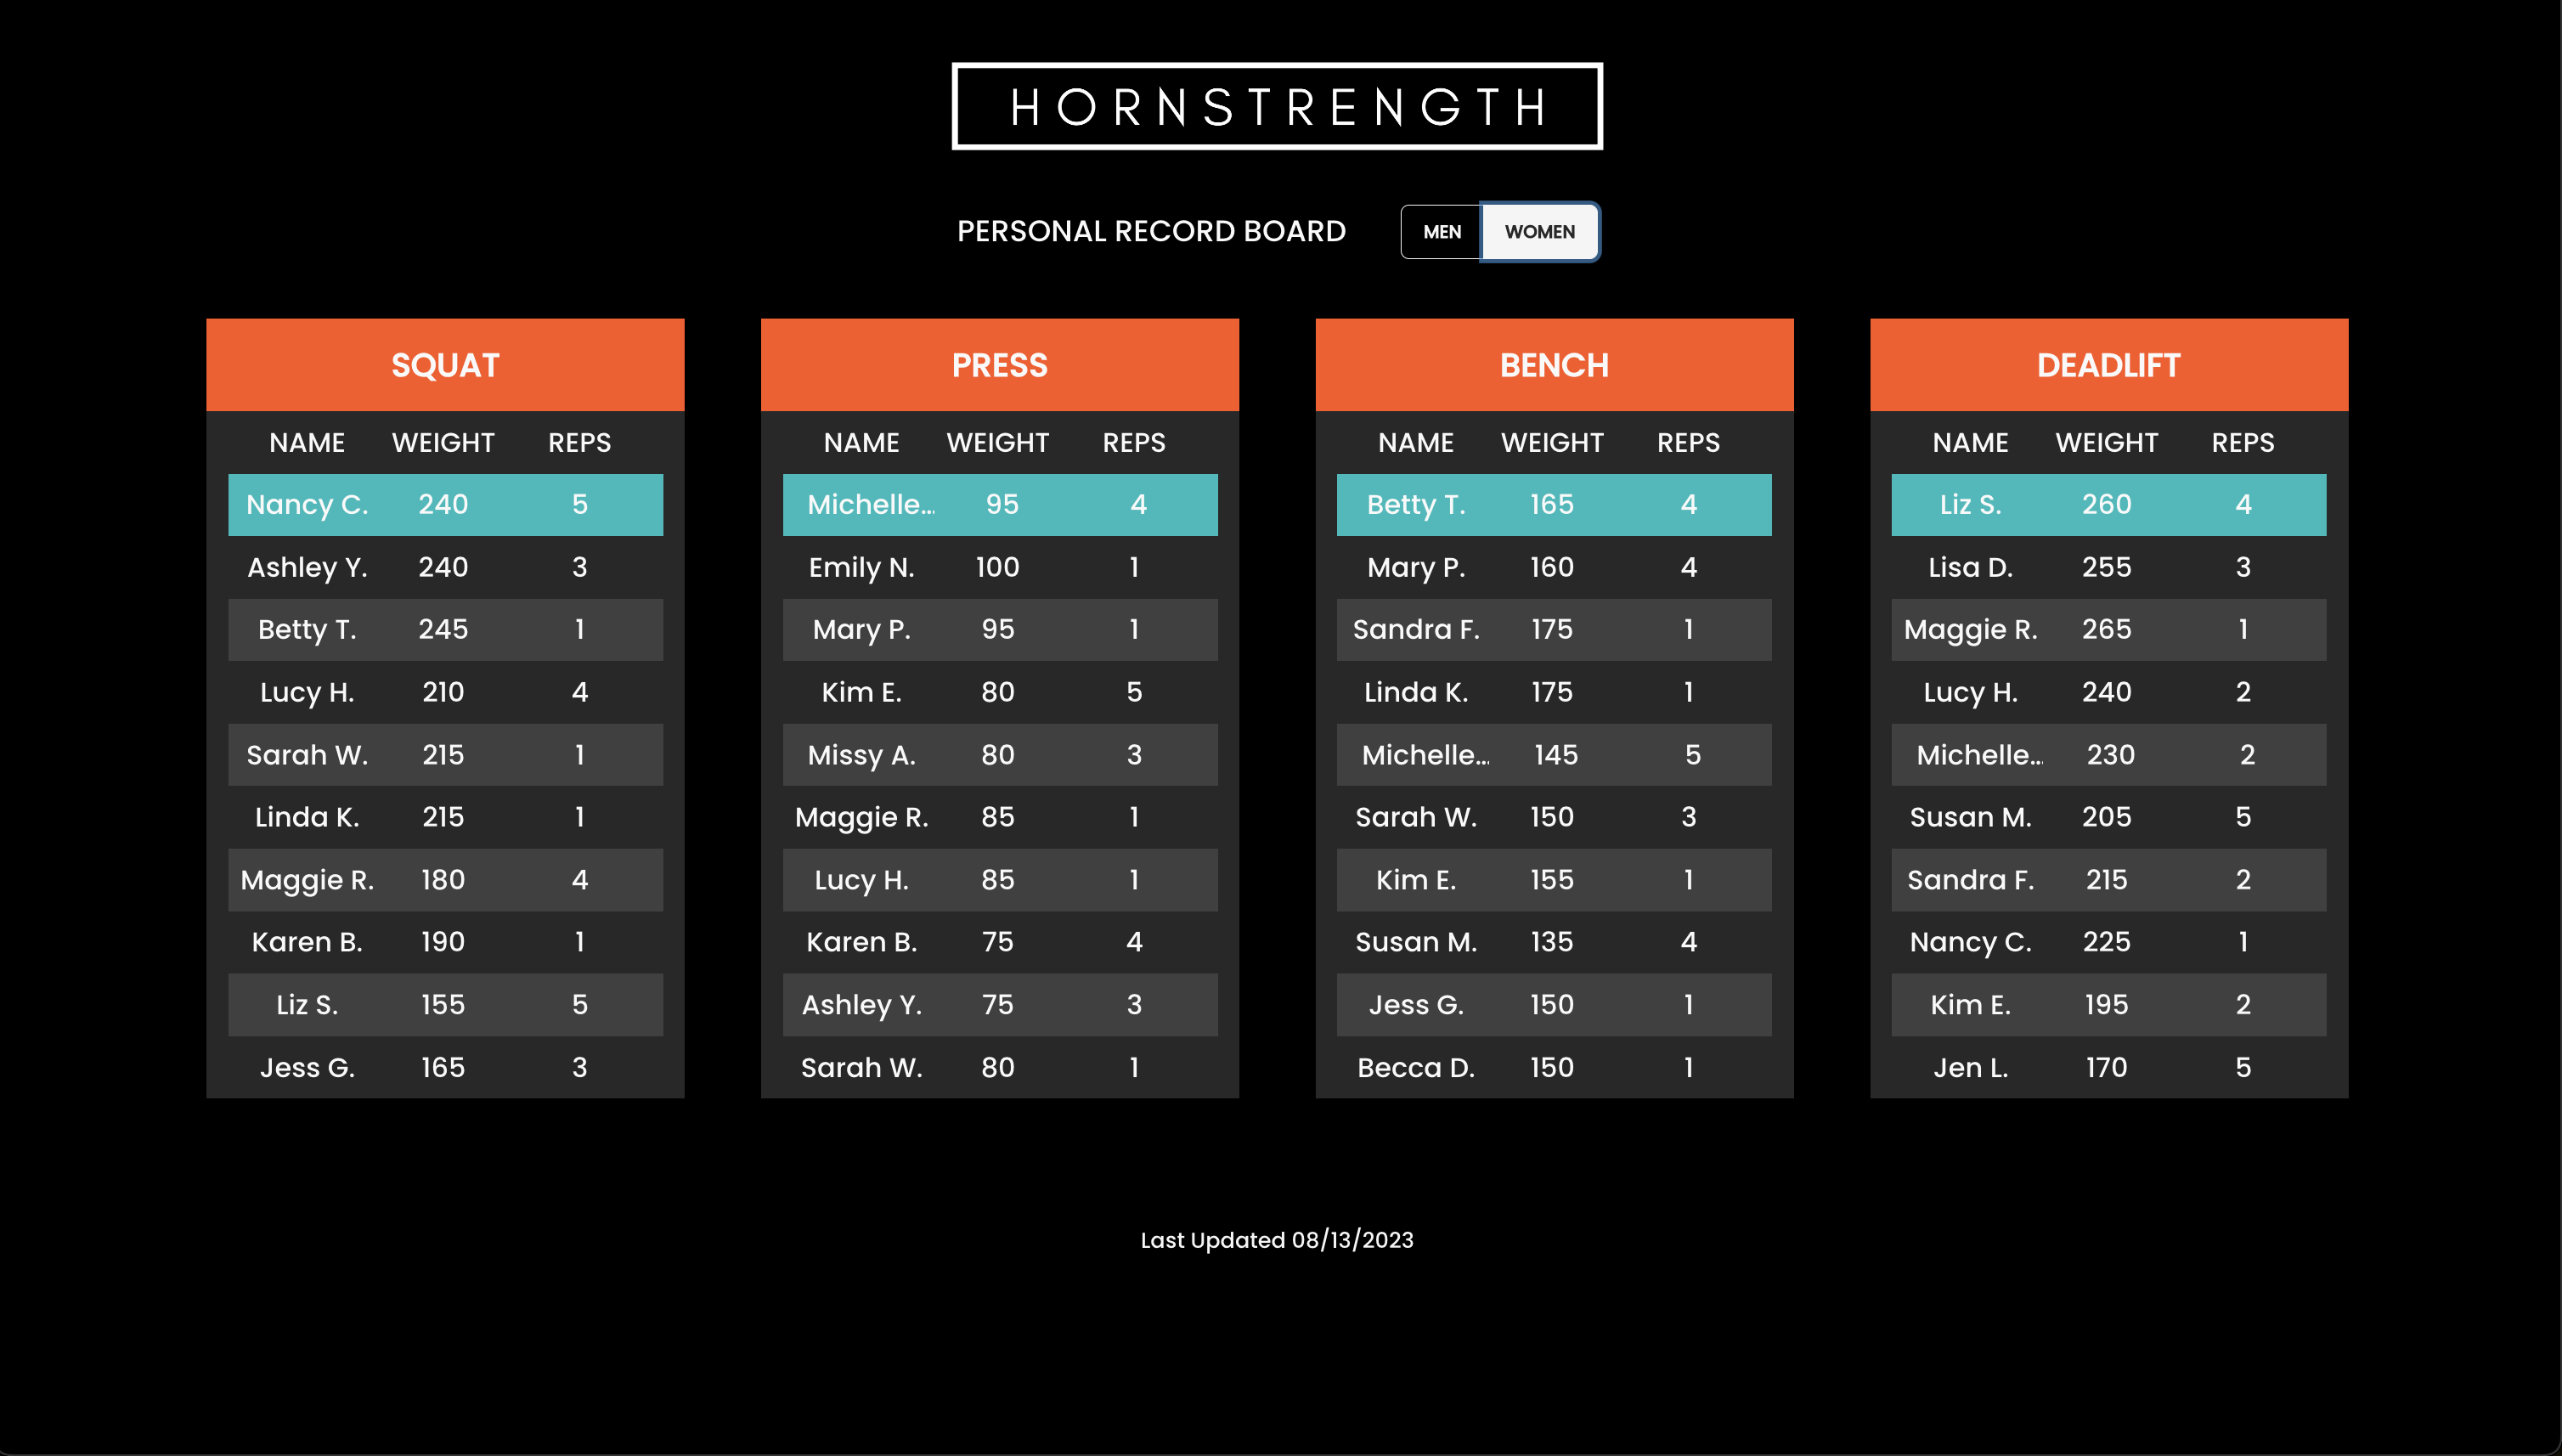 HORNSTRENGTH
PERSONAL RECORD BOARD MEN WOMEN
SQUAT
NAME WEIGHT REPS
Nancy C. 240 5
Ashley Y. 240 3
Betty T. 245 1
Lucy H. 210 4
Sarah W. 215 1
Linda K. 215 1
Maggie R. 180 4
Karen B. 190 1
Liz S. 155 5
Jess G. 165 3
PRESS
NAME WEIGHT REPS
Michelle... 95 4
Emily N. 100 1
Mary P. 95 1
Kim E. 80 5
Missy A. 80 3
Maggie R. 85 1
Lucy H. 85 1
Karen B. 75 4
Ashley Y. 75 3
Sarah W. 80 1
BENCH
NAME WEIGHT REPS
Betty T. 165 4
Mary P. 160 4
Sandra F. 175 1
Linda K. 175 1
Michelle... 145 5
Sarah W. 150 3
Kim E. 155 1
Susan M. 135 4
Jess G. 150 1
Becca D. 150 1
DEADLIFT
NAME WEIGHT REPS
Liz S. 260 4
Lisa D. 255 3
Maggie R. 265 1
Lucy H. 240 2
Michelle... 230 2
Susan M. 205 5
Sandra F. 215 2
Nancy C. 225 1
Kim E. 195 2
Jen L. 170 5
Last Updated 08/13/2023